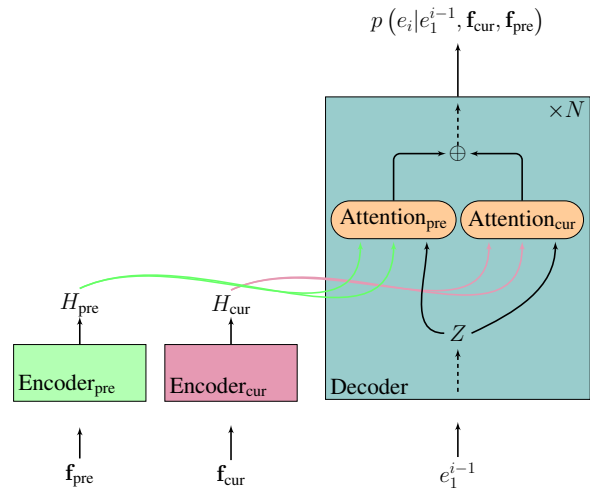 p (e_i|e_1^{i-1}, f_cur, f_pre)
×N
⊕
Attention_pre Attention_cur
H_pre H_cur
Z
Encoder_pre Encoder_cur Decoder
f_pre f_cur e_1^{i-1}